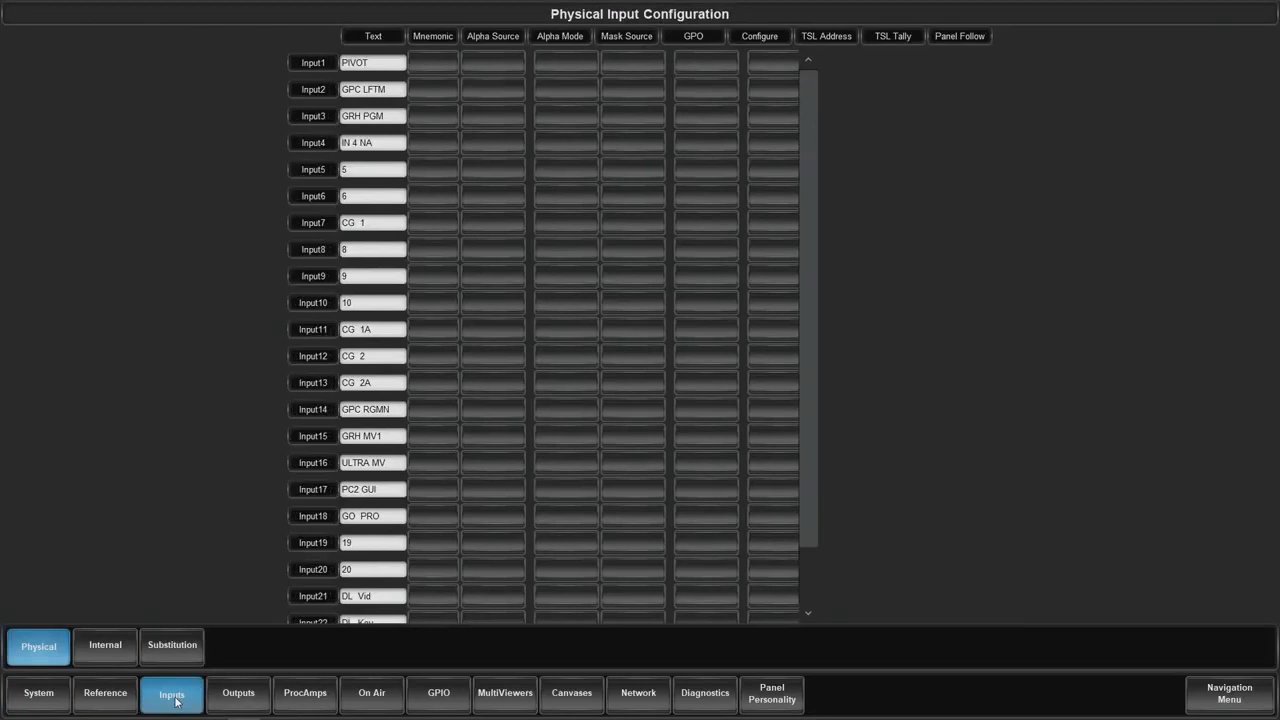 Physical Input Configuration
Text Mnemonic Alpha Source Alpha Mode Mask Source GPO Configure TSL Address TSL Tally Panel Follow
Input1 PIVOT
Input2 GPC LFTM
Input3 GRH PGM
Input4 IN 4 NA
Input5 5
Input6 6
Input7 CG 1
Input8 8
Input9 9
Input10 10
Input11 CG 1A
Input12 CG 2
Input13 CG 2A
Input14 GPC RGMN
Input15 GRH MV1
Input16 ULTRA MV
Input17 PC2 GUI
Input18 GO PRO
Input19 19
Input20 20
Input21 DL Vid
Input22 DL Key
Physical Internal Substitution
System Reference Inputs Outputs ProcAmps On Air GPIO MultiViewers Canvases Network Diagnostics Panel Personality Navigation Menu